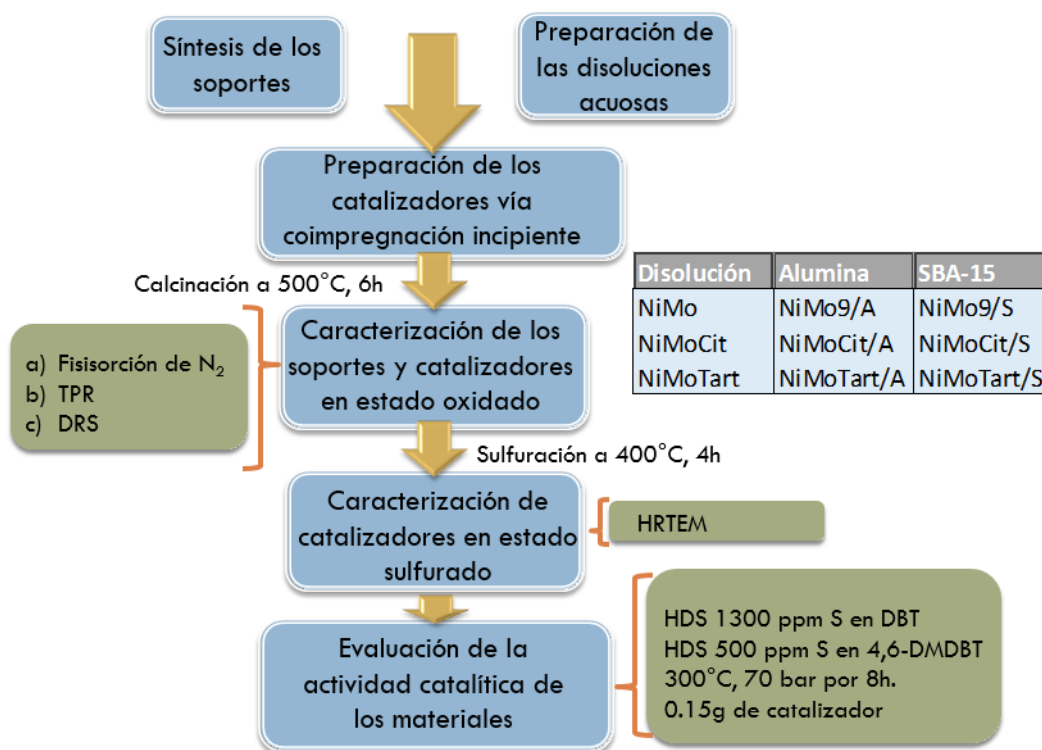 Síntesis de los
soportes
Preparación de
las disoluciones
acuosas
Preparación de los
catalizadores vía
coimpregnación incipiente
Calcinación a 500°C, 6h
Disolución Alumina SBA-15
NiMo NiMo9/A NiMo9/S
NiMoCit NiMoCit/A NiMoCit/S
NiMoTart NiMoTart/A NiMoTart/S
Caracterización de los
soportes y catalizadores
en estado oxidado
a) Fisisorción de N₂
b) TPR
c) DRS
Sulfuración a 400°C, 4h
Caracterización de
catalizadores en estado
sulfurado
HRTEM
Evaluación de la
actividad catalítica de
los materiales
HDS 1300 ppm S en DBT
HDS 500 ppm S en 4,6-DMDBT
300°C, 70 bar por 8h.
0.15g de catalizador